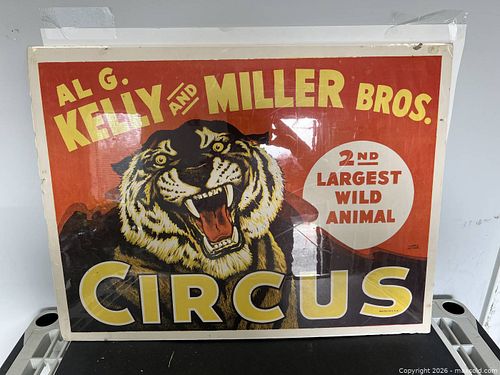 AL G.
KELLY AND MILLER BROS.
2ND
LARGEST
WILD
ANIMAL
CIRCUS
Copyright 2026 - maxsold.com